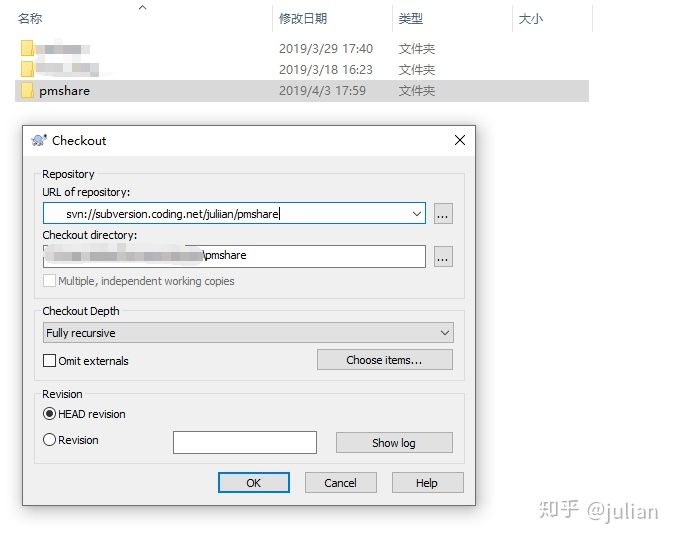 名称 修改日期 类型 大小
2019/3/29 17:40 文件夹
2019/3/18 16:23 文件夹
pmshare 2019/4/3 17:59 文件夹
Checkout
Repository
URL of repository:
svn://subversion.coding.net/juliian/pmshare
...
Checkout directory:
\pmshare
...
Multiple, independent working copies
Checkout Depth
Fully recursive
Omit externals
Choose items...
Revision
HEAD revision
Revision
Show log
OK Cancel Help
知乎 @julian